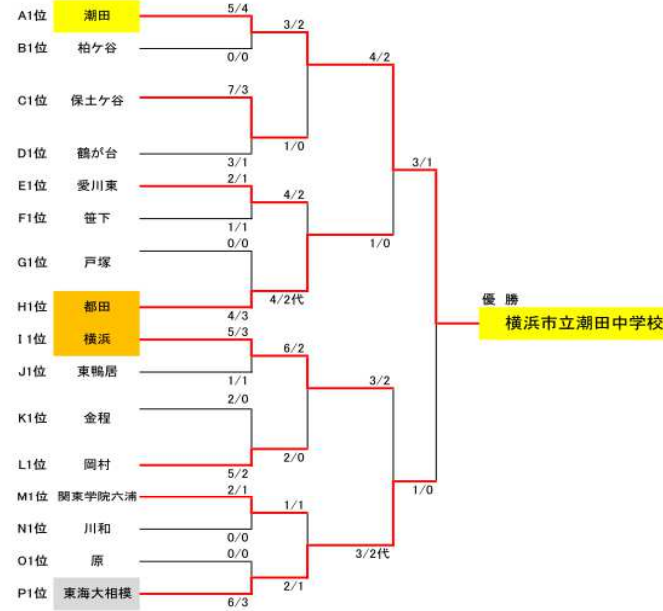 A1位 潮田 5/4
3/2
B1位 柏ケ谷 0/0
4/2
C1位 保土ケ谷 7/3
1/0
D1位 鶴が台 3/1
3/1
E1位 愛川東 2/1
4/2
F1位 笹下 1/1
G1位 戸塚 0/0
1/0
4/2代
H1位 都田 4/3
優 勝
横浜市立潮田中学校
I1位 横浜 5/3
6/2
J1位 東鴨居 1/1
3/2
K1位 金程 2/0
2/0
L1位 岡村 5/2
1/0
M1位 関東学院六浦 2/1
1/1
N1位 川和 0/0
3/2代
O1位 原 0/0
2/1
P1位 東海大相模 6/3